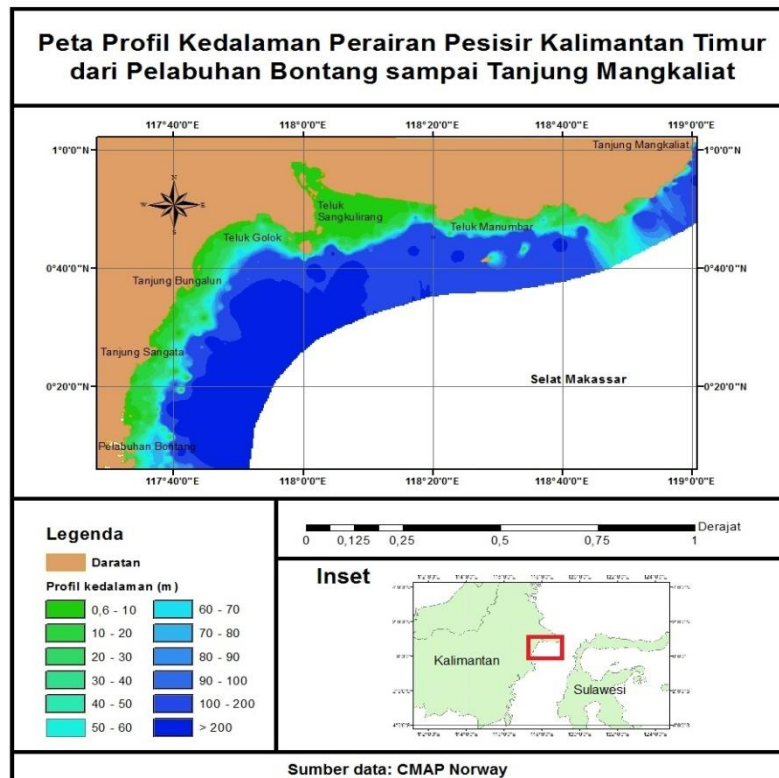 Peta Profil Kedalaman Perairan Pesisir Kalimantan Timur
dari Pelabuhan Bontang sampai Tanjung Mangkaliat
117°40'0"E 118°0'0"E 118°20'0"E 118°40'0"E 119°0'0"E
1°0'0"N
Tanjung Mangkaliat
1°0'0"N
N
W
E
S
Teluk
Sangkulirang
Teluk Manumbar
Teluk Golok
0°40'0"N
0°40'0"N
Tanjung Bungalun
Tanjung Sangata
0°20'0"N
Selat Makassar
0°20'0"N
Pelabuhan Bontang
117°40'0"E 118°0'0"E 118°20'0"E 118°40'0"E 119°0'0"E
Legenda
Daratan
Profil kedalaman (m)
0,6 - 10
10 - 20
20 - 30
30 - 40
40 - 50
50 - 60
60 - 70
70 - 80
80 - 90
90 - 100
100 - 200
> 200
Derajat
0 0,125 0,25 0,5 0,75 1
Inset
Kalimantan
Sulawesi
Sumber data: CMAP Norway